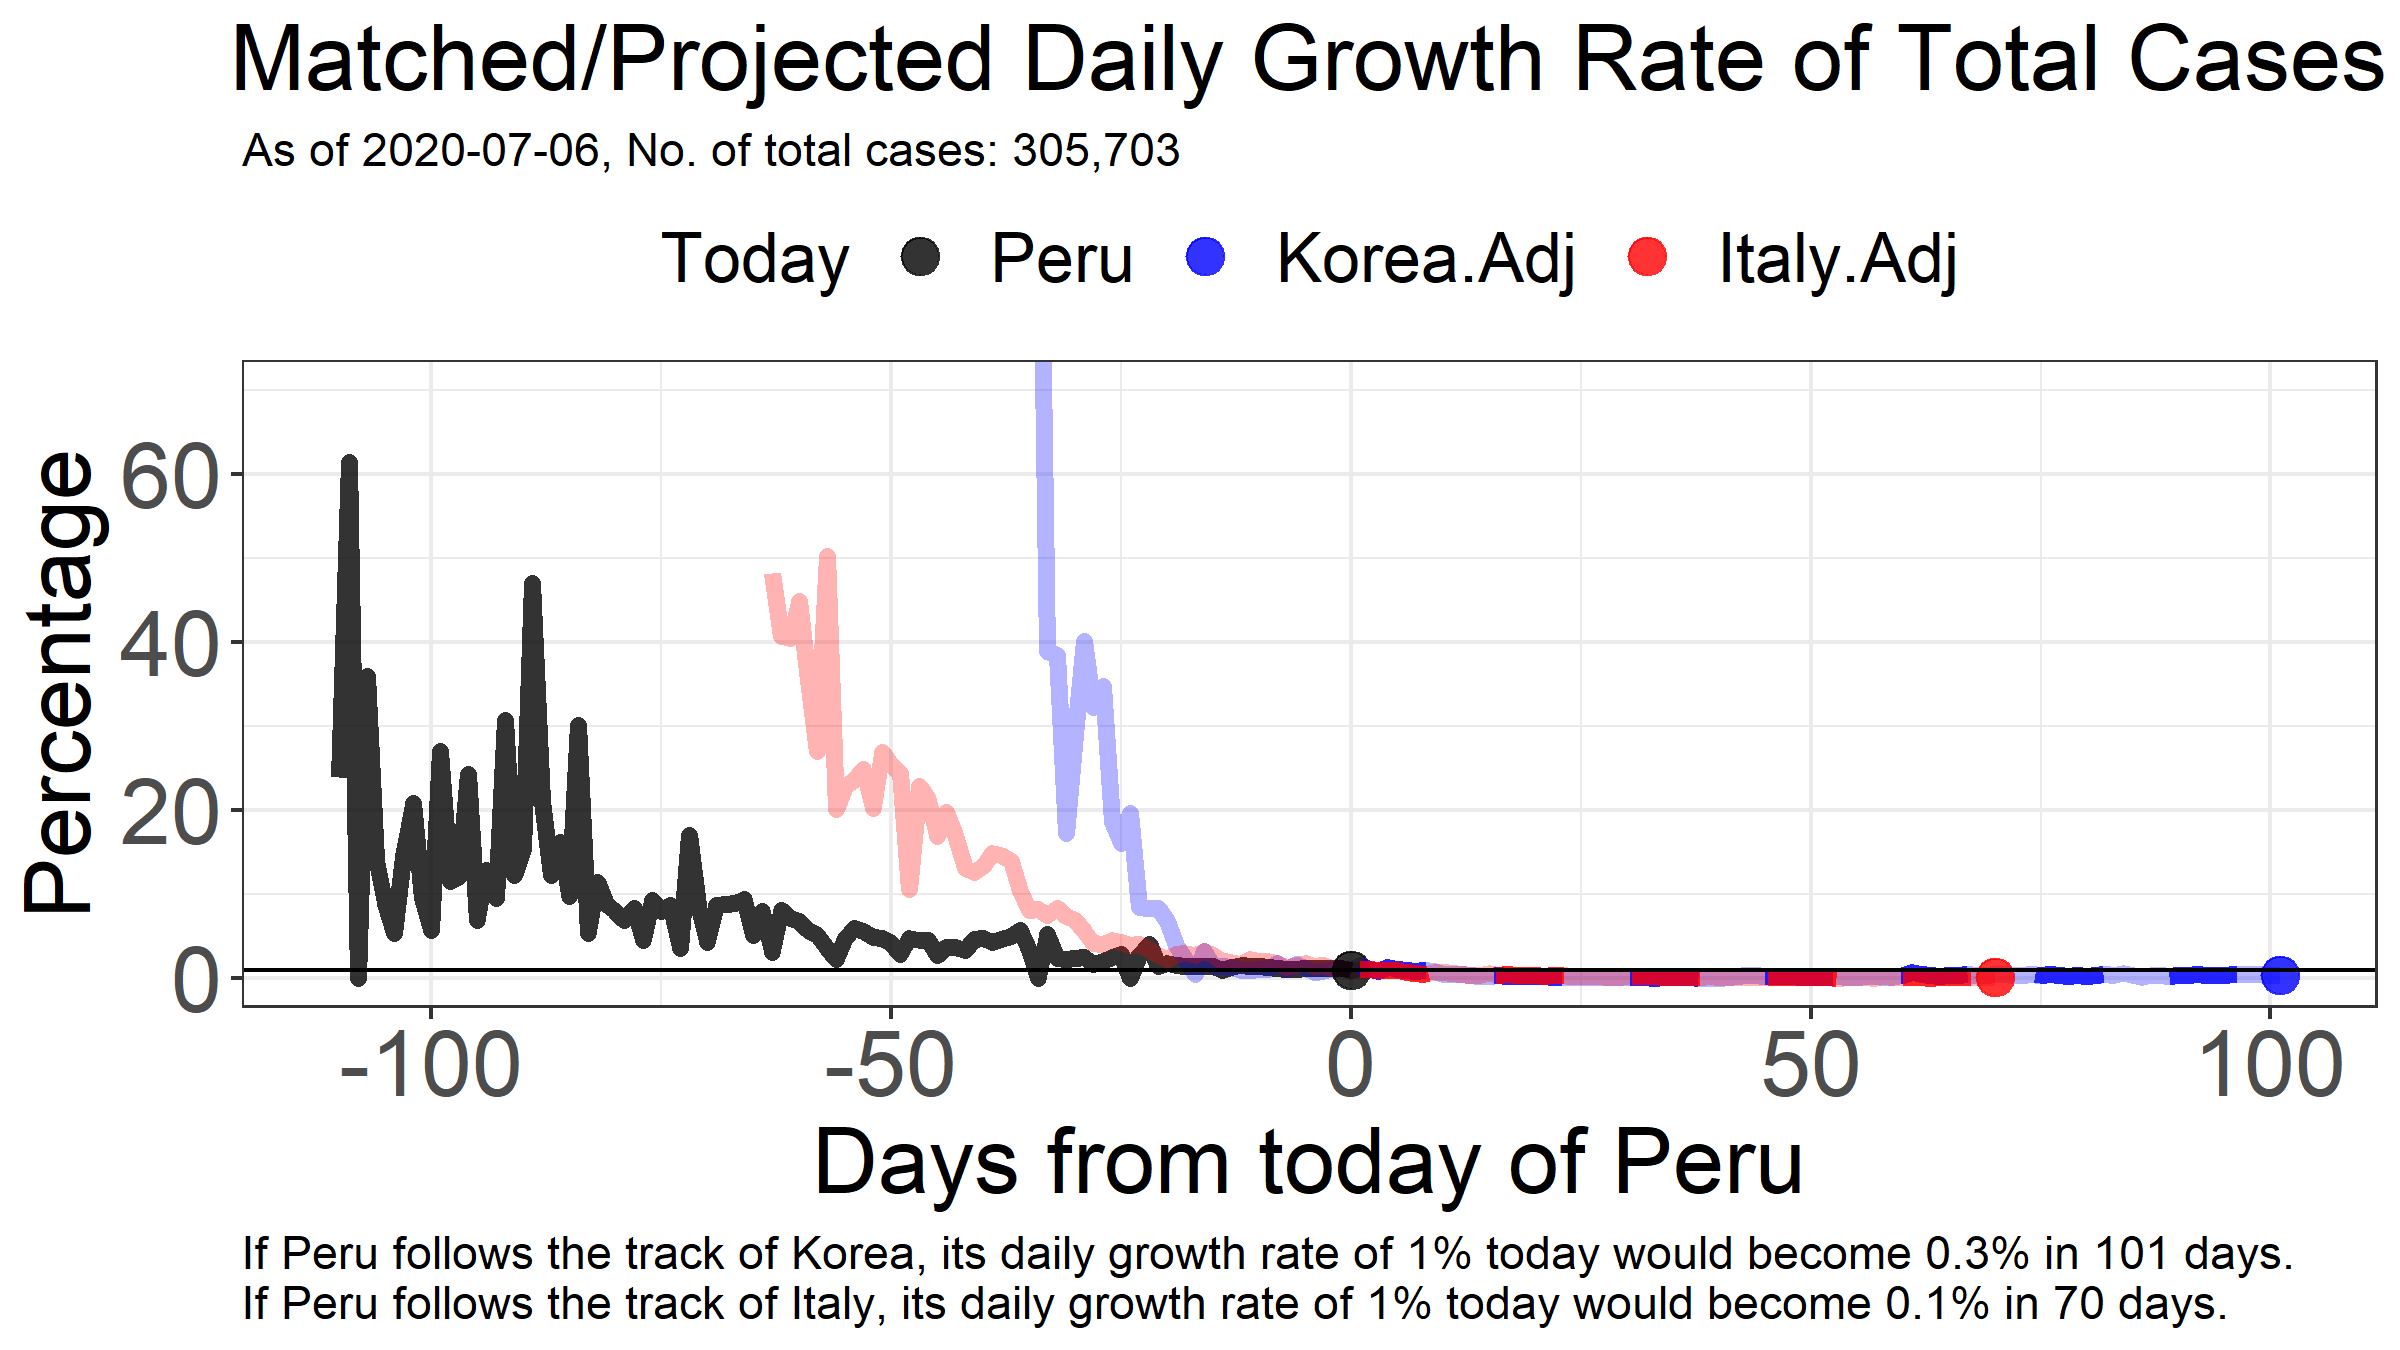 Matched/Projected Daily Growth Rate of Total Cases
As of 2020-07-06, No. of total cases: 305,703
Today Peru Korea.Adj Italy.Adj
Percentage
60
40
20
0
-100 -50 0 50 100
Days from today of Peru
If Peru follows the track of Korea, its daily growth rate of 1% today would become 0.3% in 101 days.
If Peru follows the track of Italy, its daily growth rate of 1% today would become 0.1% in 70 days.